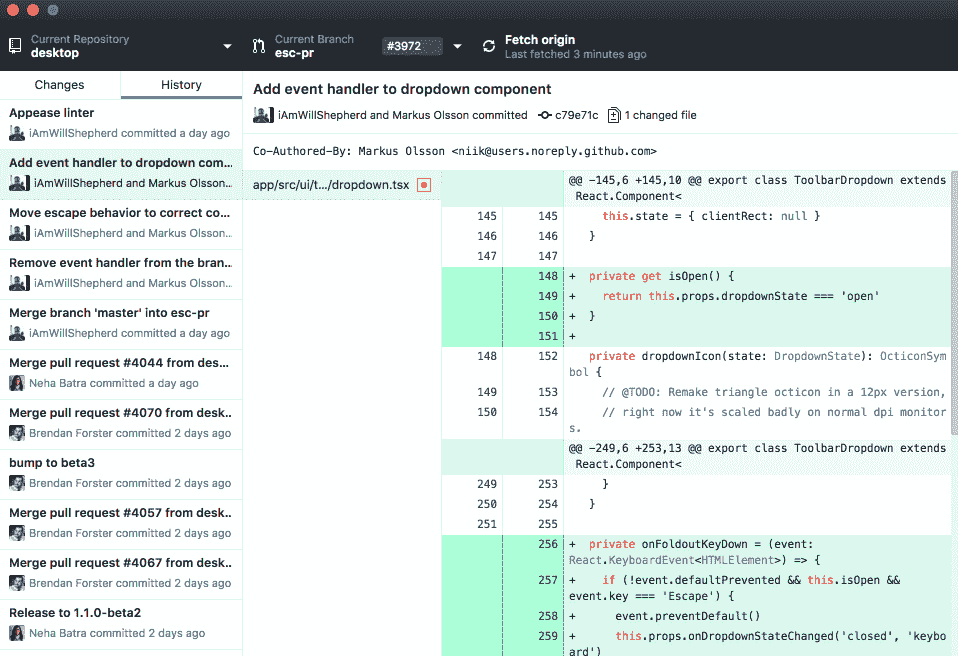 Current Repository
desktop
Current Branch
esc-pr
#3972
Fetch origin
Last fetched 3 minutes ago
Changes
History
Appease linter
iAmWillShepherd committed a day ago
Add event handler to dropdown com...
iAmWillShepherd and Markus Olsson...
Move escape behavior to correct co...
iAmWillShepherd and Markus Olsson...
Remove event handler from the bran...
iAmWillShepherd and Markus Olsson...
Merge branch 'master' into esc-pr
iAmWillShepherd committed a day ago
Merge pull request #4044 from des...
Neha Batra committed a day ago
Merge pull request #4070 from desk...
Brendan Forster committed 2 days ago
bump to beta3
Brendan Forster committed 2 days ago
Merge pull request #4057 from desk...
Brendan Forster committed 2 days ago
Merge pull request #4067 from desk...
Brendan Forster committed 2 days ago
Release to 1.1.0-beta2
Neha Batra committed 2 days ago
Add event handler to dropdown component
iAmWillShepherd and Markus Olsson committed c79e71c 1 changed file
Co-Authored-By: Markus Olsson <niik@users.noreply.github.com>
app/src/ui/t.../dropdown.tsx
@@ -145,6 +145,10 @@ export class ToolbarDropdown extends
React.Component<
145 145 this.state = { clientRect: null }
146 146 }
147 147
148 + private get isOpen() {
149 + return this.props.dropdownState === 'open'
150 + }
151 +
148 152 private dropdownIcon(state: DropdownState): OcticonSym
bol {
149 153 // @TODO: Remake triangle octicon in a 12px version,
150 154 // right now it's scaled badly on normal dpi monitor
s.
@@ -249,6 +253,13 @@ export class ToolbarDropdown extends
React.Component<
249 253 }
250 254 }
251 255
256 + private onFoldoutKeyDown = (event:
React.KeyboardEvent<HTMLElement>) => {
257 + if (!event.defaultPrevented && this.isOpen &&
event.key === 'Escape') {
258 + event.preventDefault()
259 + this.props.onDropdownStateChanged('closed', 'keybo
ard')